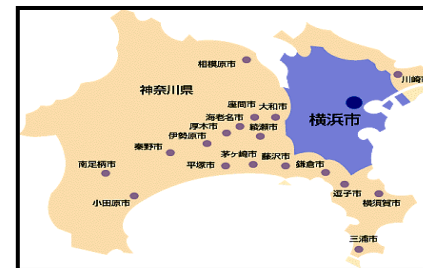 相模原市
川崎市
神奈川県
座間市
大和市
海老名市
横浜市
厚木市
綾瀬市
伊勢原市
秦野市
茅ヶ崎市
藤沢市
鎌倉市
南足柄市
平塚市
逗子市
横須賀市
小田原市
三浦市